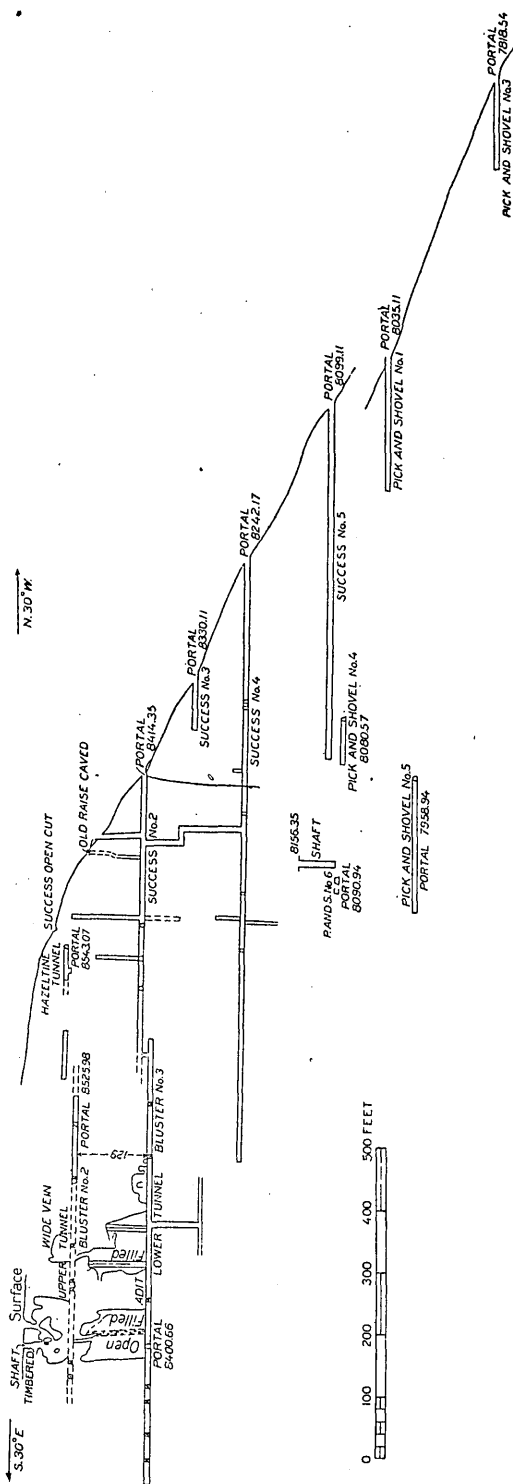 S.30°E
N.30°W.
SHAFT
TIMBERED
Surface
WIDE VEIN
UPPER TUNNEL
BLUSTER No.2
PORTAL 8525.98
HAZELTINE
TUNNEL
PORTAL
8543.07
SUCCESS OPEN CUT
OLD RAISE CAVED
Open
Filled
Filled
129
ADIT
LOWER TUNNEL
BLUSTER No.3
PORTAL
8400.66
SUCCESS No.2
PORTAL
8414.35
SUCCESS No.3
PORTAL
8330.11
SUCCESS No.4
PORTAL
8242.17
SUCCESS No.5
PORTAL
8099.11
8156.35
SHAFT
P.AND S. No.6
PORTAL
8090.94
PICK AND SHOVEL No.4
8080.57
PICK AND SHOVEL No.5
PORTAL 7958.94
PICK AND SHOVEL No.1
PORTAL
8035.11
PICK AND SHOVEL No.3
PORTAL
7818.54
0 100 200 300 400 500 FEET